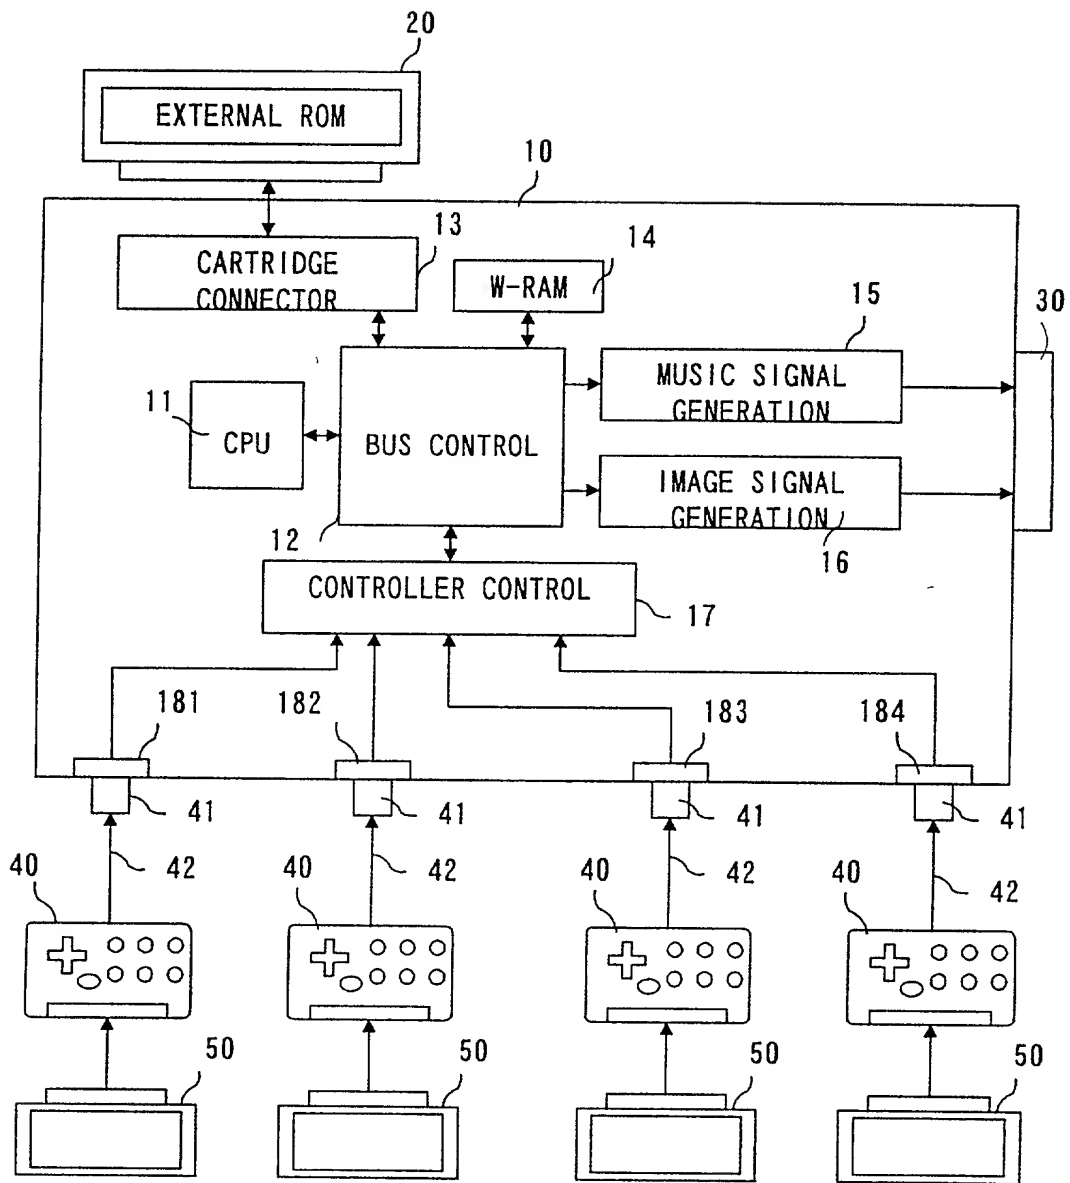 20
EXTERNAL ROM
10
13
14
CARTRIDGE
CONNECTOR
W-RAM
15
30
MUSIC SIGNAL
GENERATION
11
CPU
BUS CONTROL
IMAGE SIGNAL
GENERATION
12
16
CONTROLLER CONTROL
17
181
182
183
184
41
41
41
41
40
42
40
42
40
42
40
42
50
50
50
50